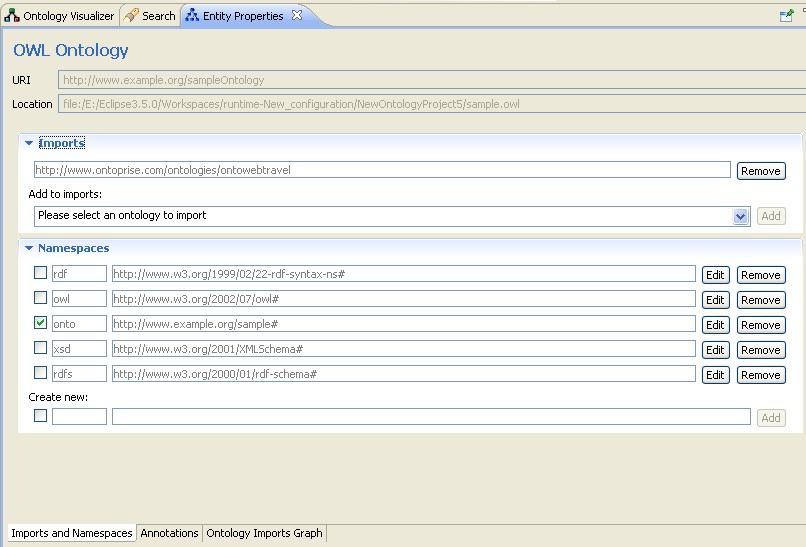 Ontology Visualizer Search Entity Properties
OWL Ontology
URI http://www.example.org/sampleOntology
Location file:/E:/Eclipse3.5.0/Workspaces/runtime-New_configuration/NewOntologyProject5/sample.owl
Imports
http://www.ontoprise.com/ontologies/ontowebtravel Remove
Add to imports:
Please select an ontology to import Add
Namespaces
rdf http://www.w3.org/1999/02/22-rdf-syntax-ns# Edit Remove
owl http://www.w3.org/2002/07/owl# Edit Remove
onto http://www.example.org/sample# Edit Remove
xsd http://www.w3.org/2001/XMLSchema# Edit Remove
rdfs http://www.w3.org/2000/01/rdf-schema# Edit Remove
Create new:
Add
Imports and Namespaces Annotations Ontology Imports Graph